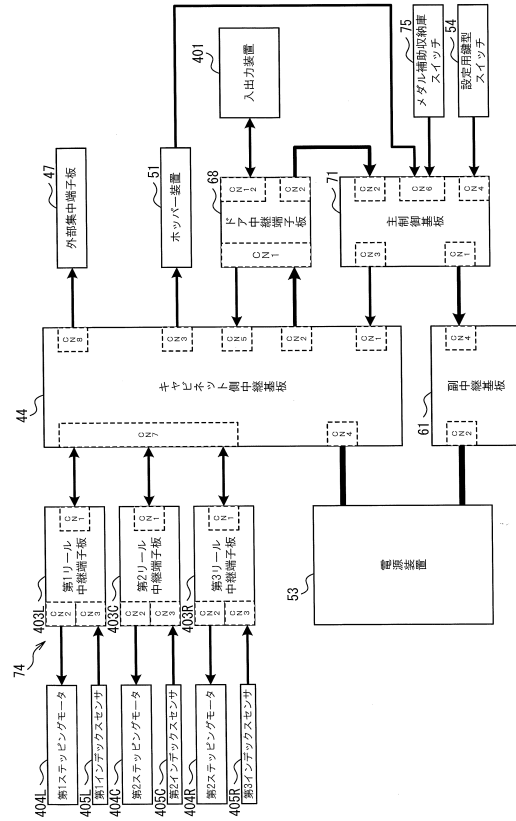 74
404L
第1ステッピングモータ
405L
第1インデックスセンサ
404C
第2ステッピングモータ
405C
第2インデックスセンサ
404R
第2ステッピングモータ
405R
第3インデックスセンサ
403L
CN2
CN3
第1リール
中継端子板
CN1
403C
CN2
CN3
第2リール
中継端子板
CN1
403R
CN2
CN3
第3リール
中継端子板
CN1
53
電源装置
44
キャビネット側中継基板
CN7
CN4
CN8
CN3
CN5
CN2
CN1
61
副中継基板
CN2
CN4
47
外部集中端子板
51
ホッパー装置
68
ドア中継端子板
CN1
CN12
CN2
401
入出力装置
71
主制御基板
CN3
CN1
CN2
CN6
CN4
75
メダル補助収納庫
スイッチ
54
設定用鍵型
スイッチ